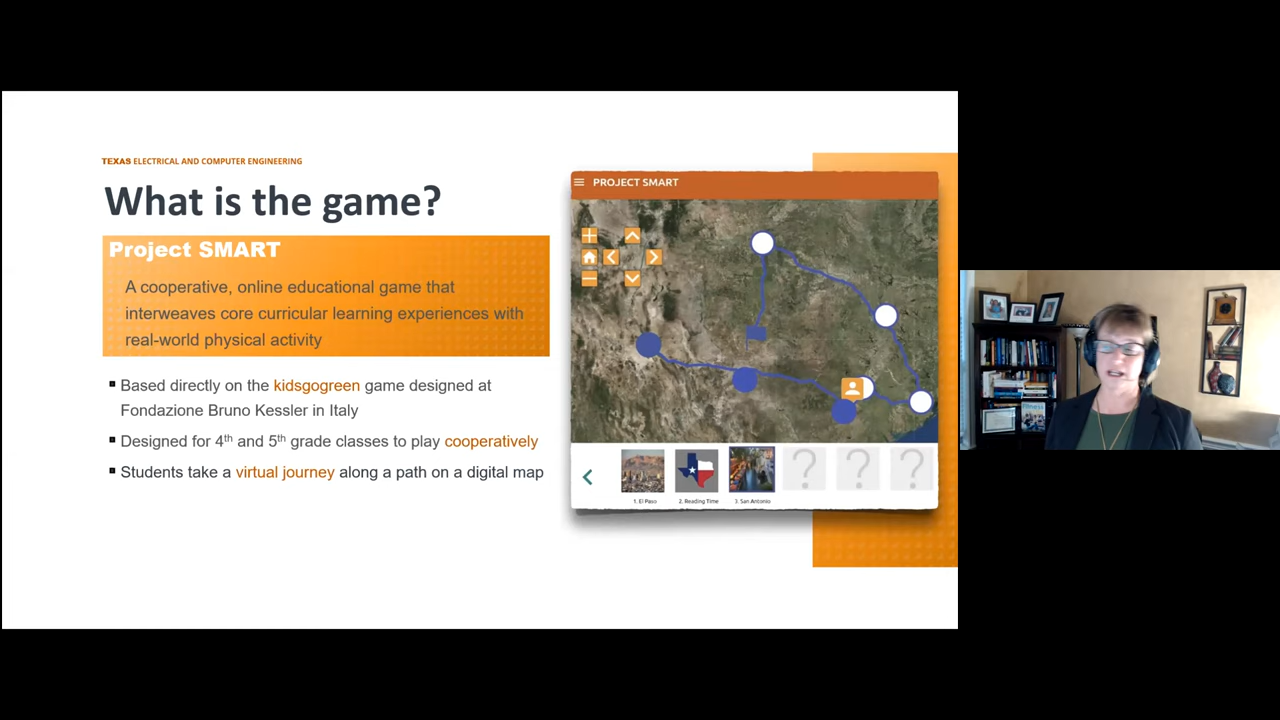 TEXAS ELECTRICAL AND COMPUTER ENGINEERING
What is the game?
Project SMART
A cooperative, online educational game that
interweaves core curricular learning experiences with
real-world physical activity
Based directly on the kidsgogreen game designed at
Fondazione Bruno Kessler in Italy
Designed for 4th and 5th grade classes to play cooperatively
Students take a virtual journey along a path on a digital map
PROJECT SMART
? ? ?
1. El Paso 2. Reading Time 3. San Antonio
Fitness